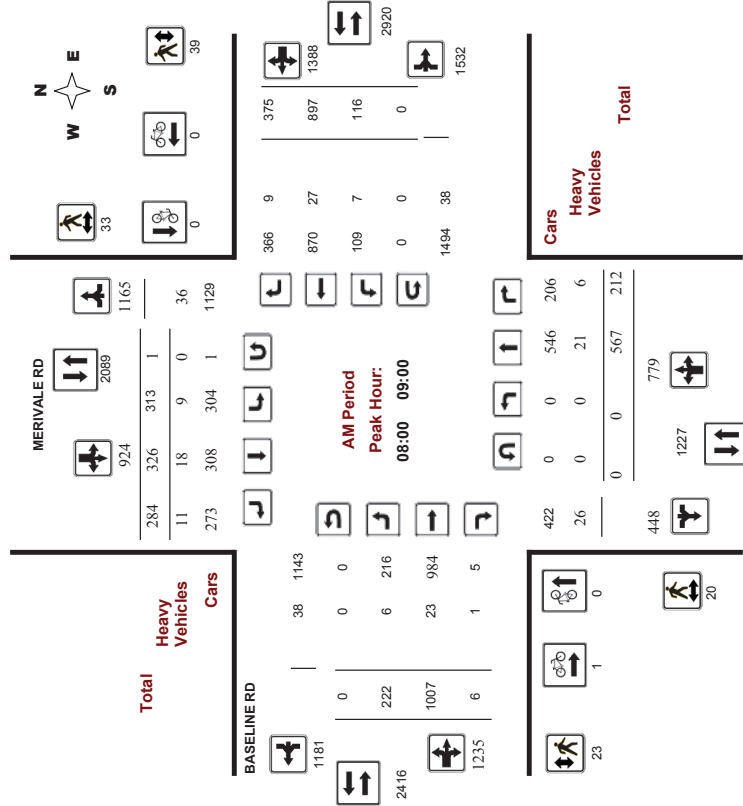 MERIVALE RD
N
W E
S
2089
924 1165
33 39
Total 284 326 313 1
Heavy
Vehicles 11 18 9 0 36
Cars 273 308 304 1 1129
0 0
BASELINE RD
1181 38 1143
0 0 0
2416
222 6 216
1007 23 984
1235
6 1 5
AM Period
Peak Hour:
08:00 09:00
366 9 375
870 27 897
1388
109 7 116
2920
0 0 0
1494 38 1532
422 0 0 546 206 Cars
26 0 0 21 6 Heavy
Vehicles
0 0 567 212 Total
448 779
1227
23 1 0
20